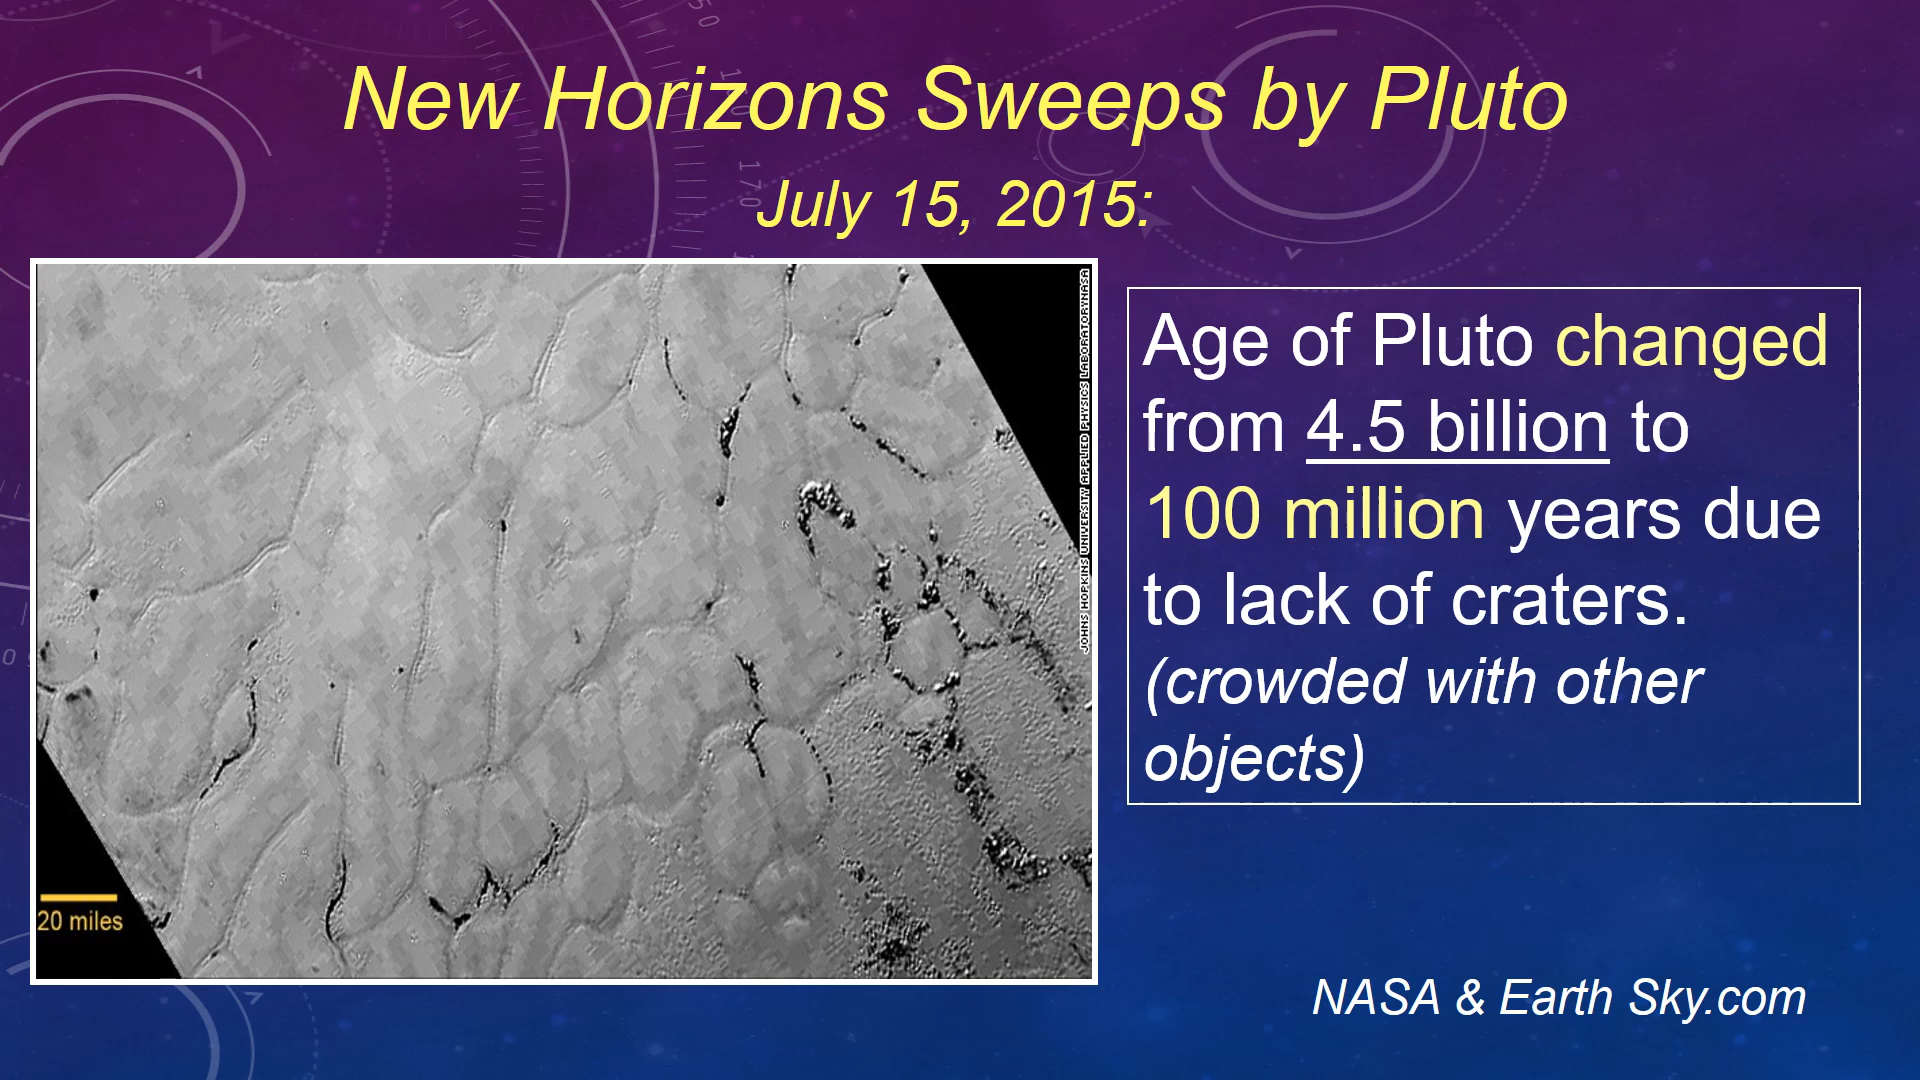 New Horizons Sweeps by Pluto
July 15, 2015:
JOHNS HOPKINS UNIVERSITY APPLIED PHYSICS LABORATORY/NASA
20 miles
Age of Pluto changed
from 4.5 billion to
100 million years due
to lack of craters.
(crowded with other
objects)
NASA & Earth Sky.com
50
170